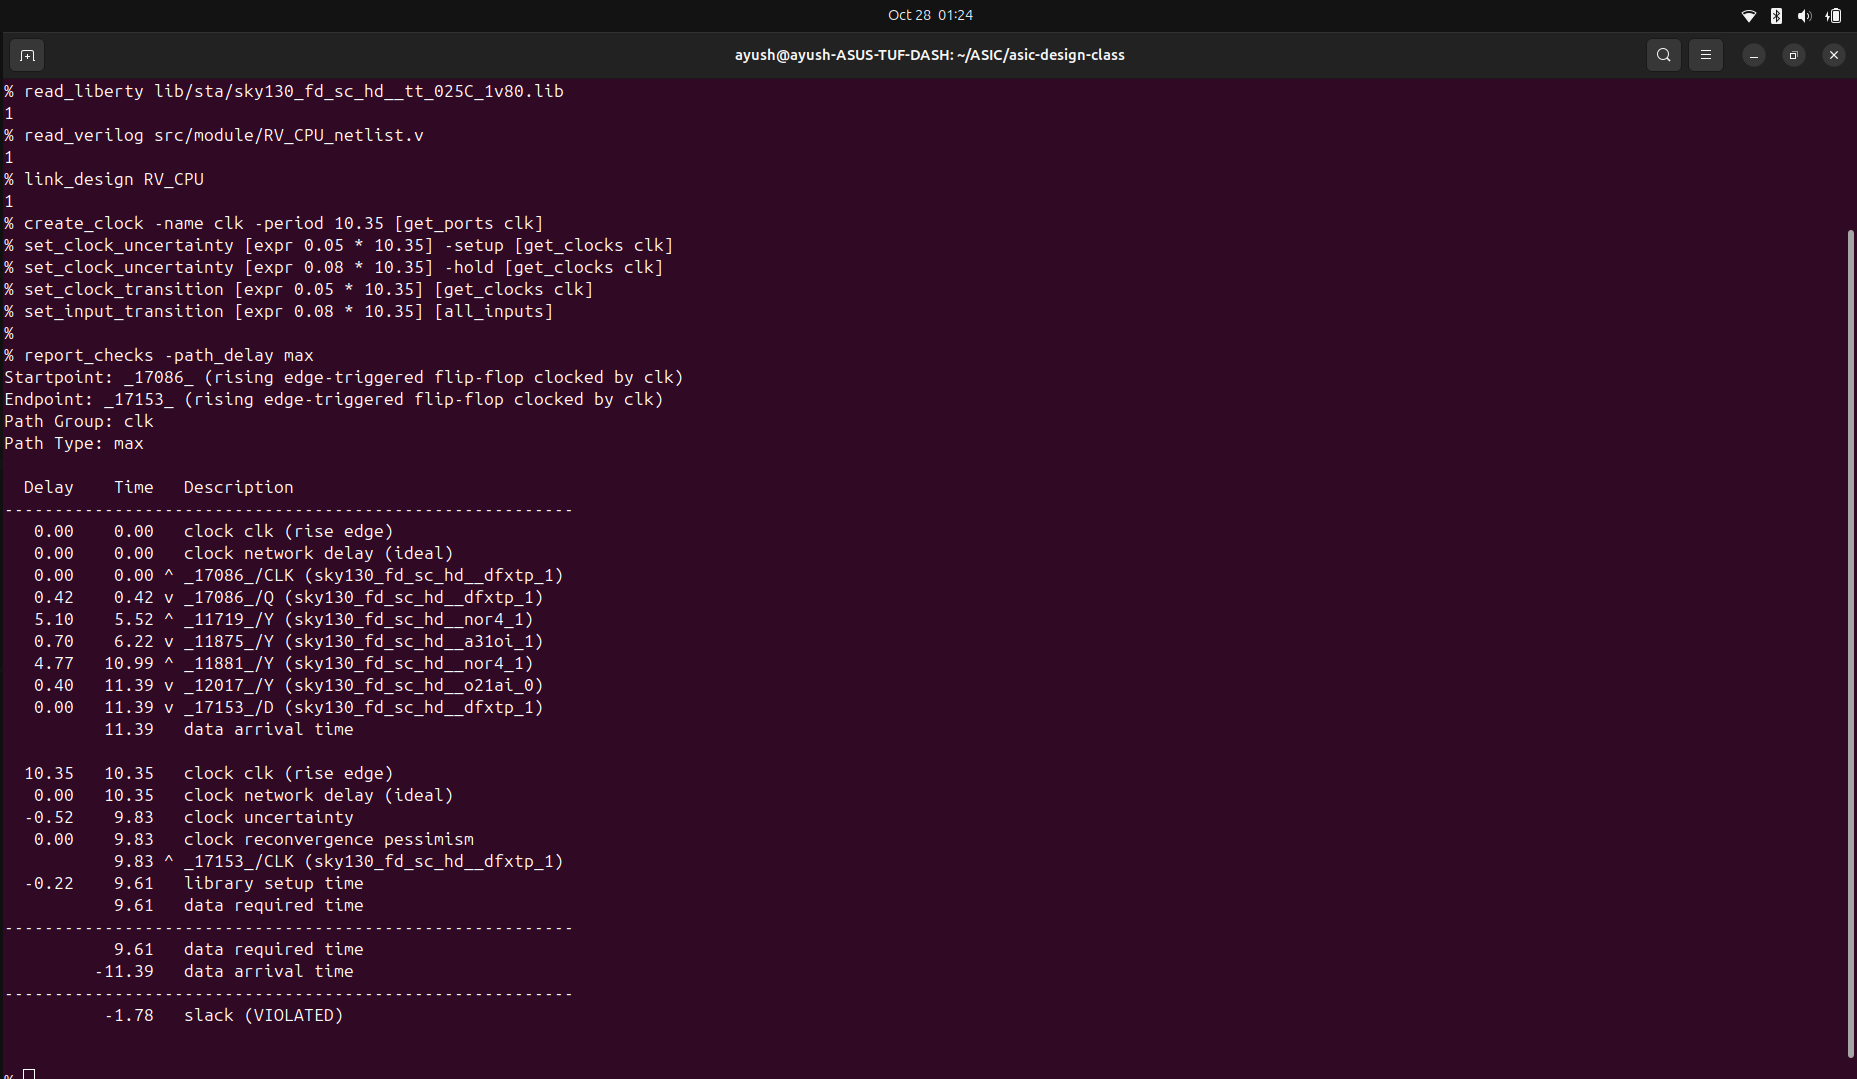 Oct 28 01:24
ayush@ayush-ASUS-TUF-DASH: ~/ASIC/asic-design-class
% read_liberty lib/sta/sky130_fd_sc_hd__tt_025C_1v80.lib
1
% read_verilog src/module/RV_CPU_netlist.v
1
% link_design RV_CPU
1
% create_clock -name clk -period 10.35 [get_ports clk]
% set_clock_uncertainty [expr 0.05 * 10.35] -setup [get_clocks clk]
% set_clock_uncertainty [expr 0.08 * 10.35] -hold [get_clocks clk]
% set_clock_transition [expr 0.05 * 10.35] [get_clocks clk]
% set_input_transition [expr 0.08 * 10.35] [all_inputs]
%
% report_checks -path_delay max
Startpoint: _17086_ (rising edge-triggered flip-flop clocked by clk)
Endpoint: _17153_ (rising edge-triggered flip-flop clocked by clk)
Path Group: clk
Path Type: max
  Delay    Time   Description
---------------------------------------------------------
   0.00    0.00   clock clk (rise edge)
   0.00    0.00   clock network delay (ideal)
   0.00    0.00 ^ _17086_/CLK (sky130_fd_sc_hd__dfxtp_1)
   0.42    0.42 v _17086_/Q (sky130_fd_sc_hd__dfxtp_1)
   5.10    5.52 ^ _11719_/Y (sky130_fd_sc_hd__nor4_1)
   0.70    6.22 v _11875_/Y (sky130_fd_sc_hd__a31oi_1)
   4.77   10.99 ^ _11881_/Y (sky130_fd_sc_hd__nor4_1)
   0.40   11.39 v _12017_/Y (sky130_fd_sc_hd__o21ai_0)
   0.00   11.39 v _17153_/D (sky130_fd_sc_hd__dfxtp_1)
          11.39   data arrival time
  10.35   10.35   clock clk (rise edge)
   0.00   10.35   clock network delay (ideal)
  -0.52    9.83   clock uncertainty
   0.00    9.83   clock reconvergence pessimism
           9.83 ^ _17153_/CLK (sky130_fd_sc_hd__dfxtp_1)
  -0.22    9.61   library setup time
           9.61   data required time
---------------------------------------------------------
           9.61   data required time
         -11.39   data arrival time
---------------------------------------------------------
          -1.78   slack (VIOLATED)
%